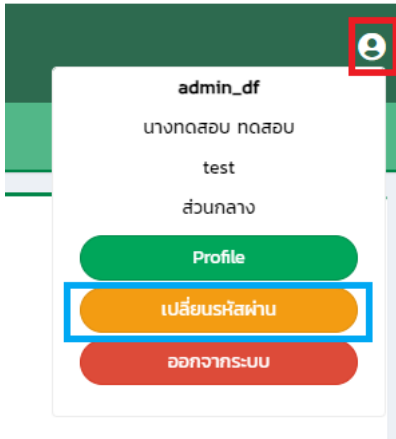 admin_df
นางทดสอบ ทดสอบ
test
ส่วนกลาง
Profile
เปลี่ยนรหัสผ่าน
ออกจากระบบ